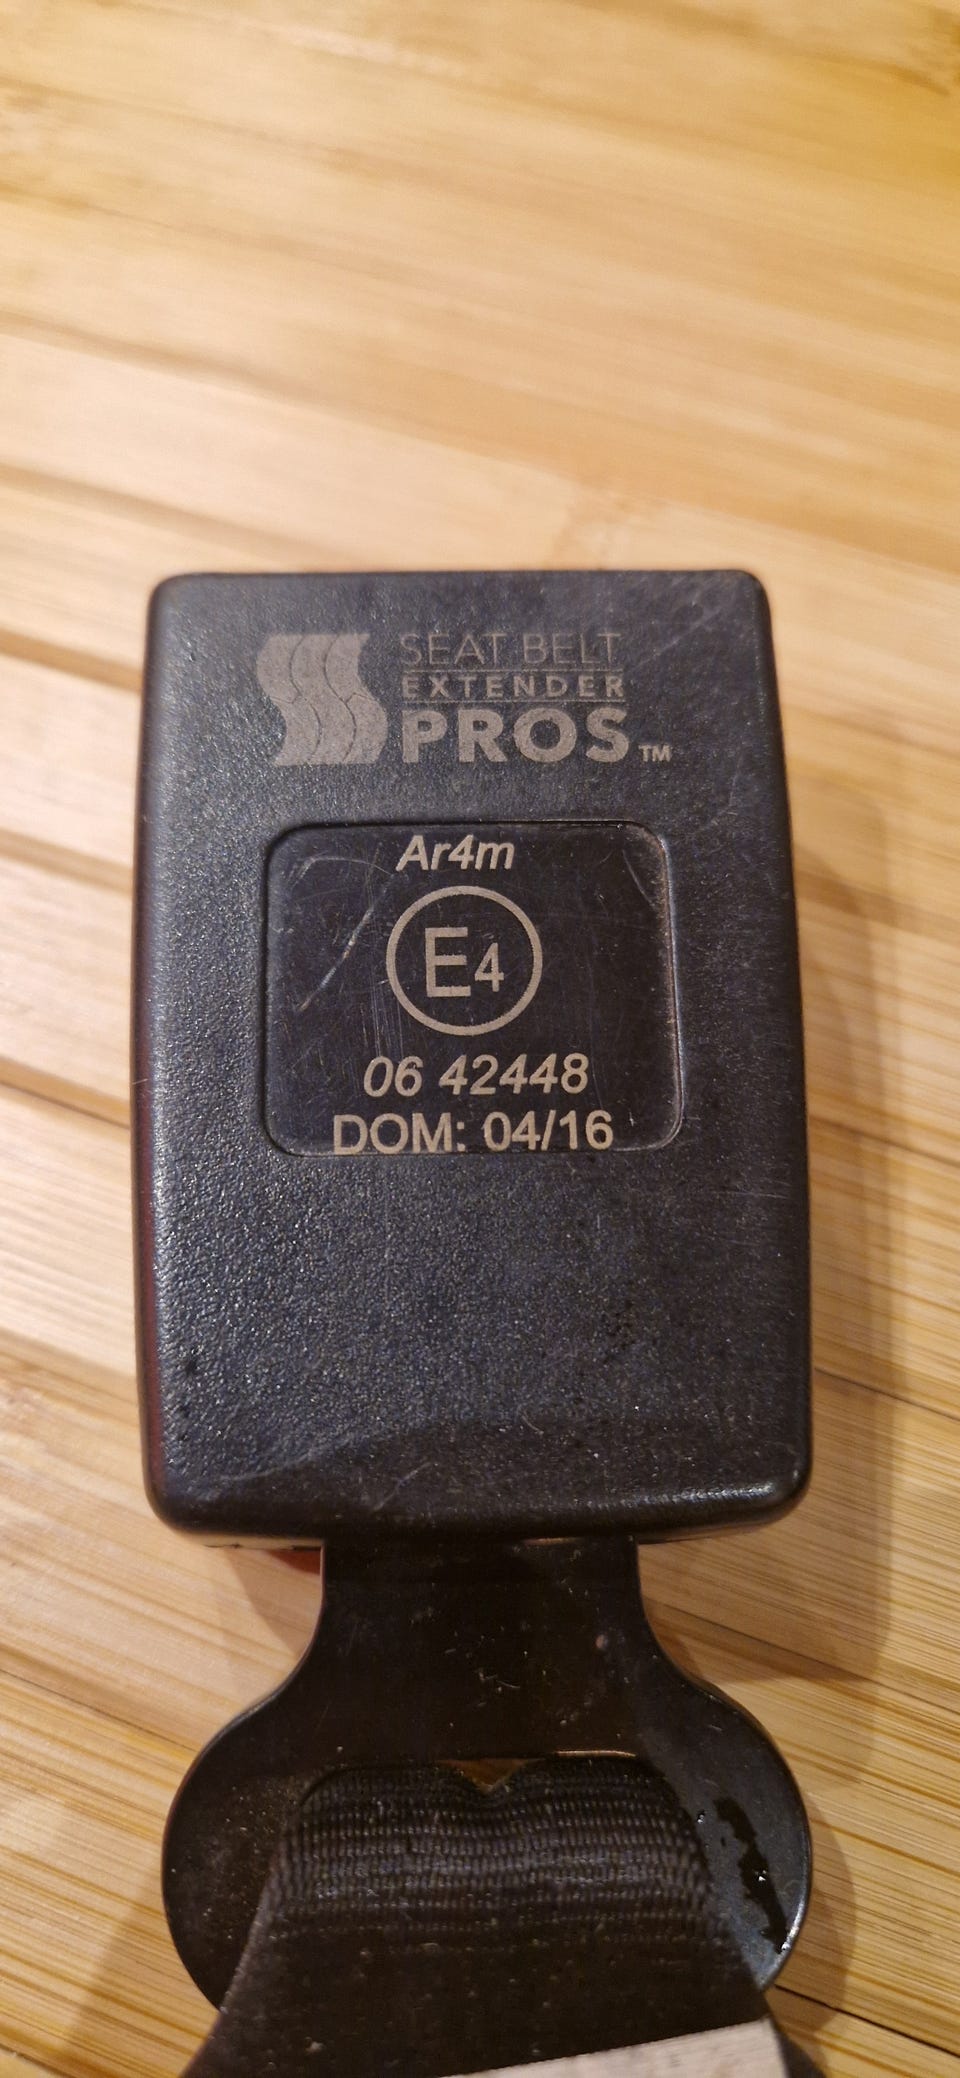 SEAT BELT
EXTENDER
PROS™
Ar4m
E4
06 42448
DOM: 04/16